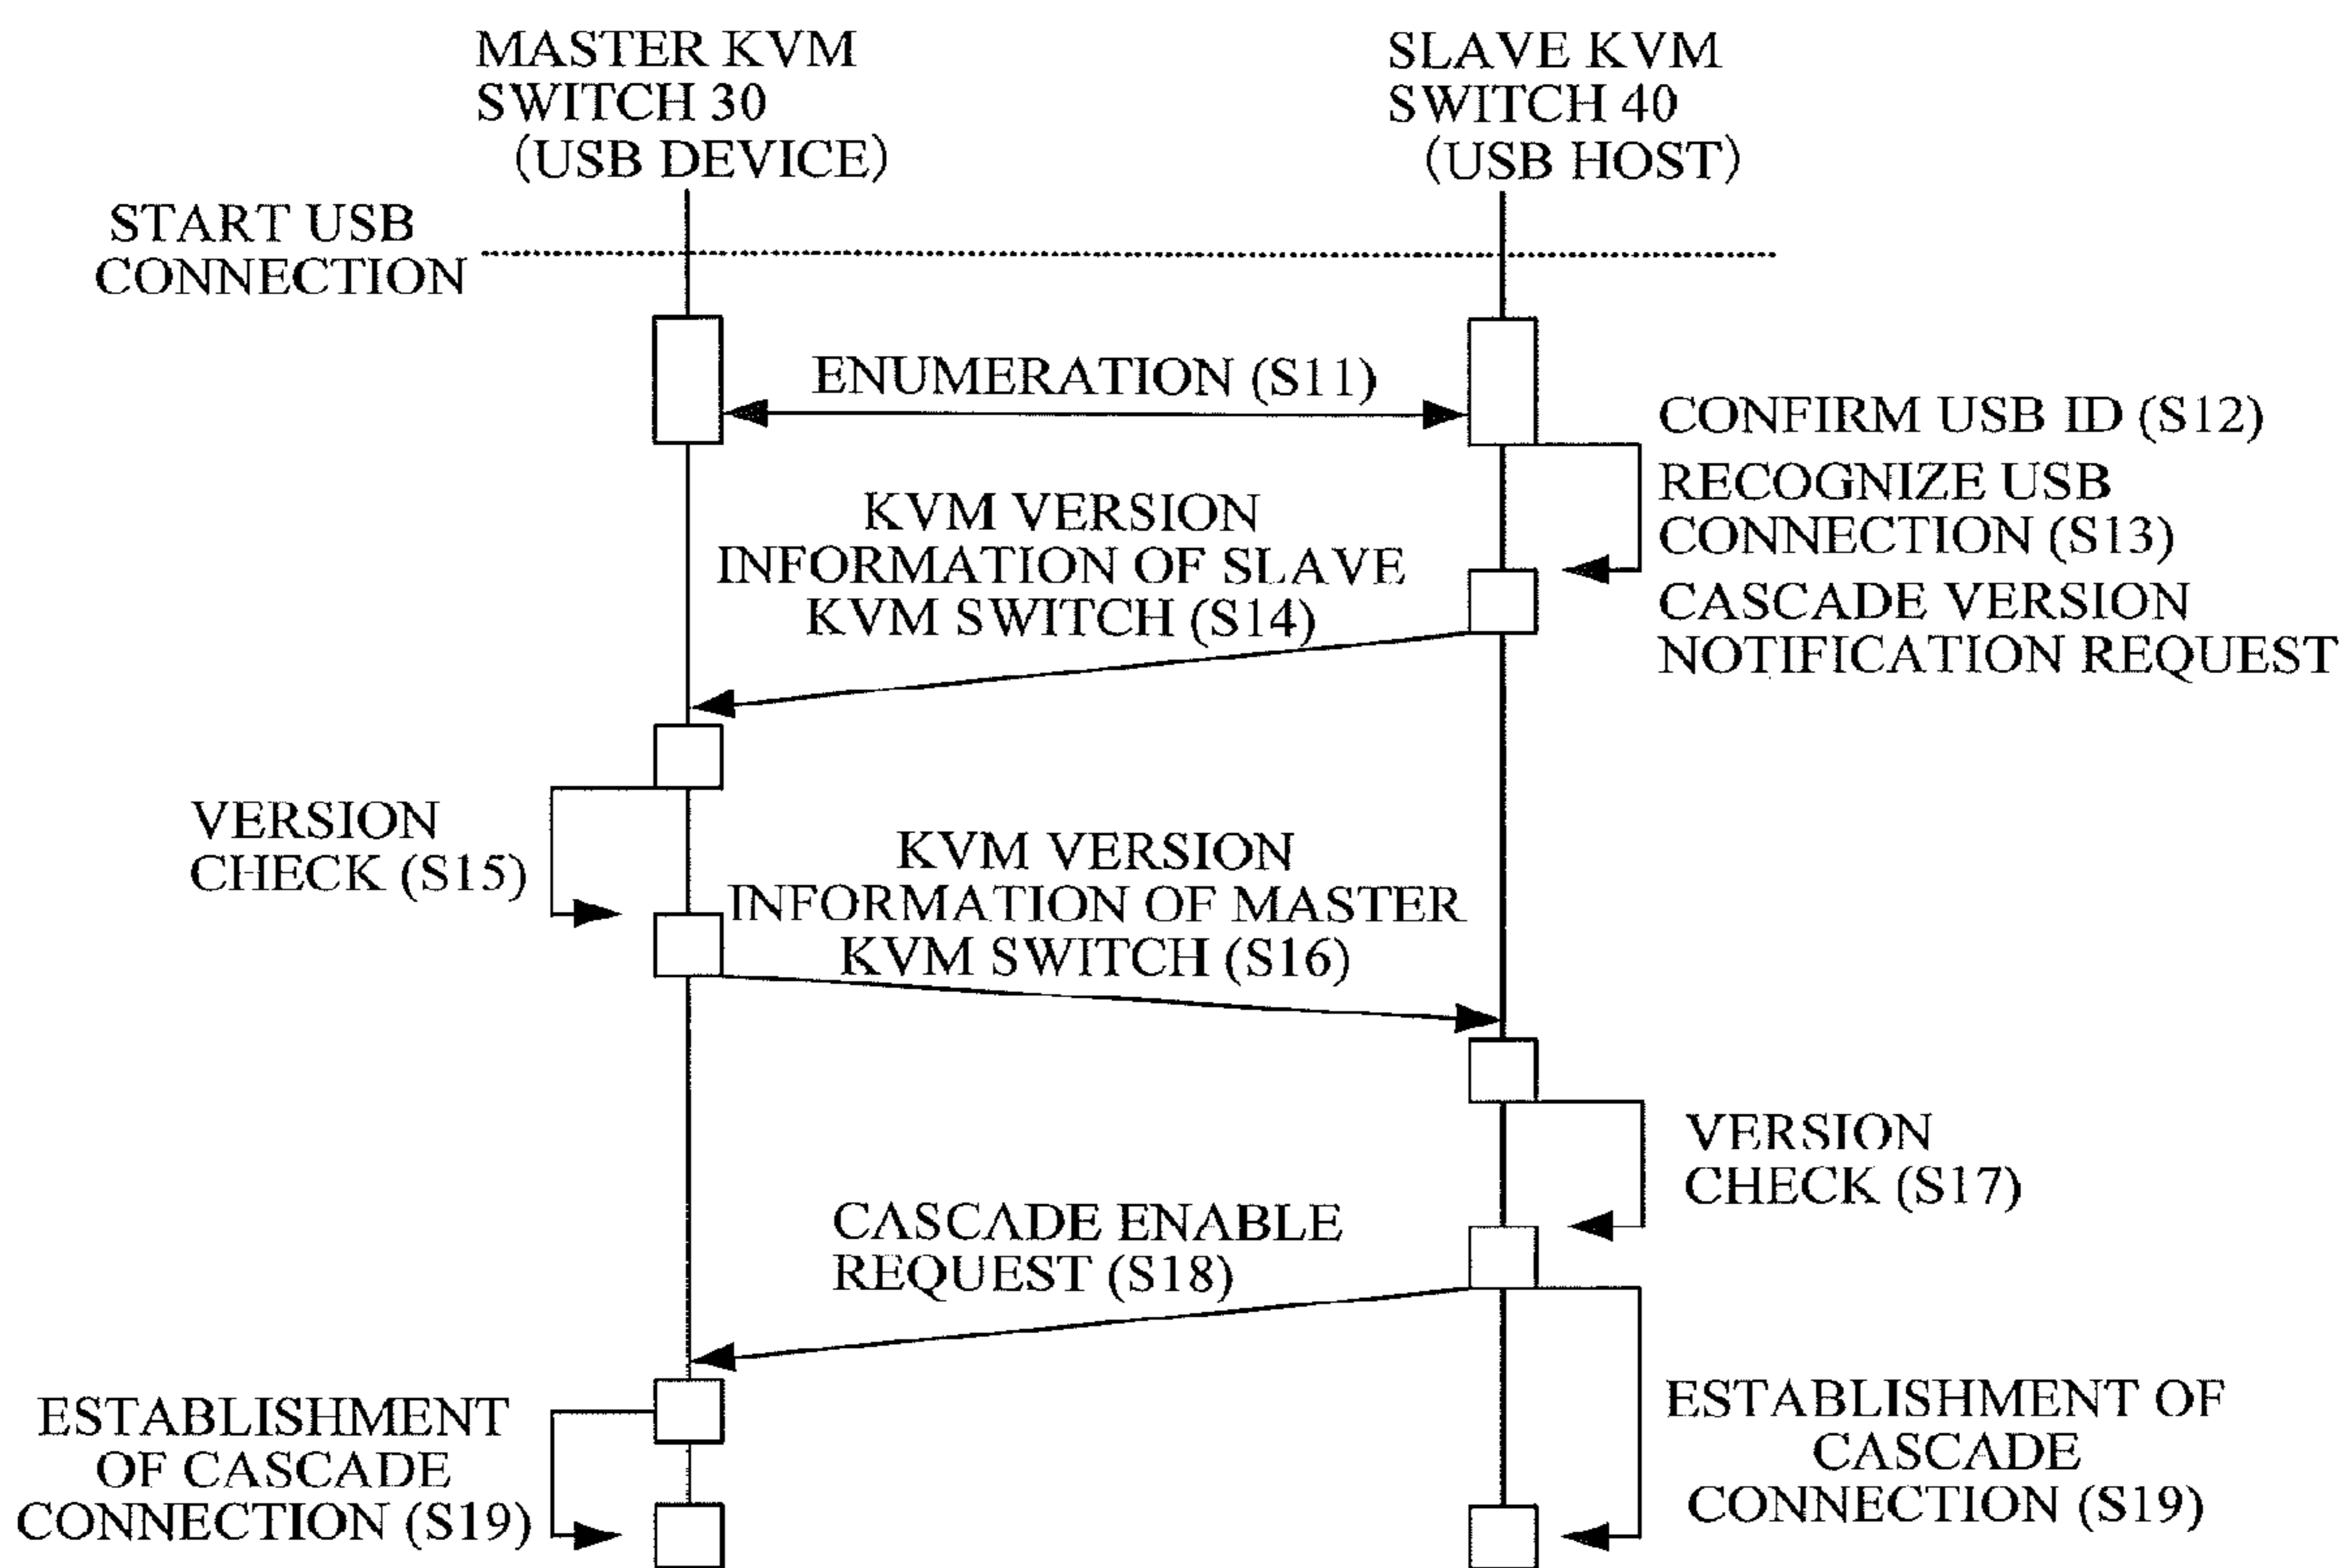 MASTER KVM
SWITCH 30
(USB DEVICE)
SLAVE KVM
SWITCH 40
(USB HOST)
START USB
CONNECTION
ENUMERATION (S11)
CONFIRM USB ID (S12)
RECOGNIZE USB
CONNECTION (S13)
CASCADE VERSION
NOTIFICATION REQUEST
KVM VERSION
INFORMATION OF SLAVE
KVM SWITCH (S14)
VERSION
CHECK (S15)
KVM VERSION
INFORMATION OF MASTER
KVM SWITCH (S16)
VERSION
CHECK (S17)
CASCADE ENABLE
REQUEST (S18)
ESTABLISHMENT
OF CASCADE
CONNECTION (S19)
ESTABLISHMENT OF
CASCADE
CONNECTION (S19)